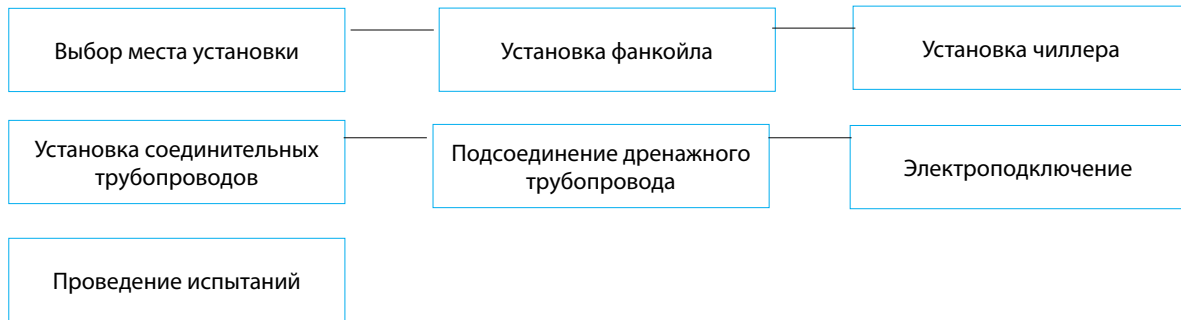 Выбор места установки
Установка фанкойла
Установка чиллера
Установка соединительных
трубопроводов
Подсоединение дренажного
трубопровода
Электроподключение
Проведение испытаний